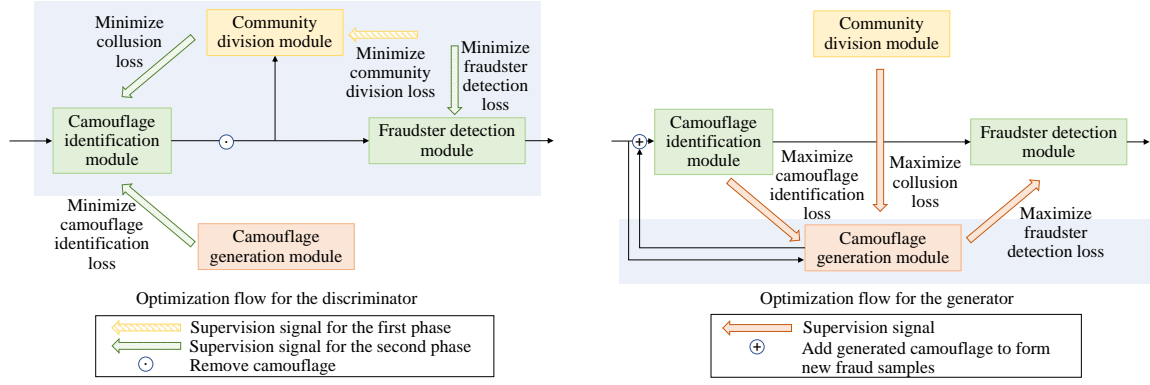 Minimize
collusion
loss
Community
division module
Minimize
community
division loss
Minimize
fraudster
detection
loss
Camouflage
identification
module
Fraudster detection
module
Minimize
camouflage
identification
loss
Camouflage
generation module
Optimization flow for the discriminator
Supervision signal for the first phase
Supervision signal for the second phase
Remove camouflage
Community
division module
Camouflage
identification
module
Fraudster detection
module
Maximize
camouflage
identification
loss
Maximize
collusion
loss
Camouflage
generation module
Maximize
fraudster
detection loss
Optimization flow for the generator
Supervision signal
Add generated camouflage to form
new fraud samples